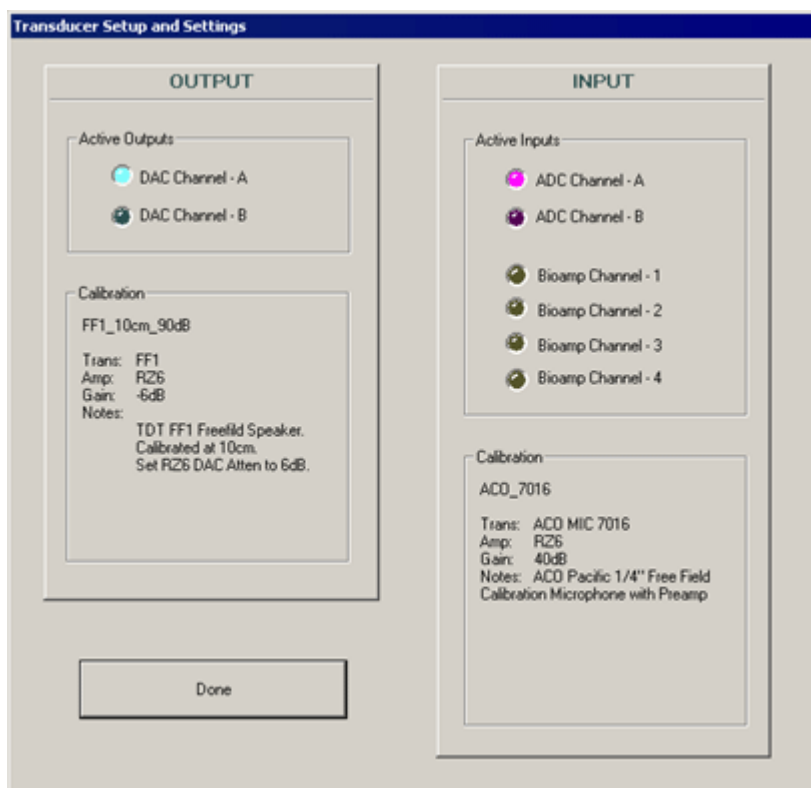 Transducer Setup and Settings
OUTPUT
Active Outputs
DAC Channel - A
DAC Channel - B
Calibration
FF1_10cm_90dB
Trans: FF1
Amp: RZ6
Gain: -6dB
Notes:
TDT FF1 Freefild Speaker.
Calibrated at 10cm.
Set RZ6 DAC Atten to 6dB.
Done
INPUT
Active Inputs
ADC Channel - A
ADC Channel - B
Bioamp Channel - 1
Bioamp Channel - 2
Bioamp Channel - 3
Bioamp Channel - 4
Calibration
ACO_7016
Trans: ACO MIC 7016
Amp: RZ6
Gain: 40dB
Notes: ACO Pacific 1/4" Free Field
Calibration Microphone with Preamp